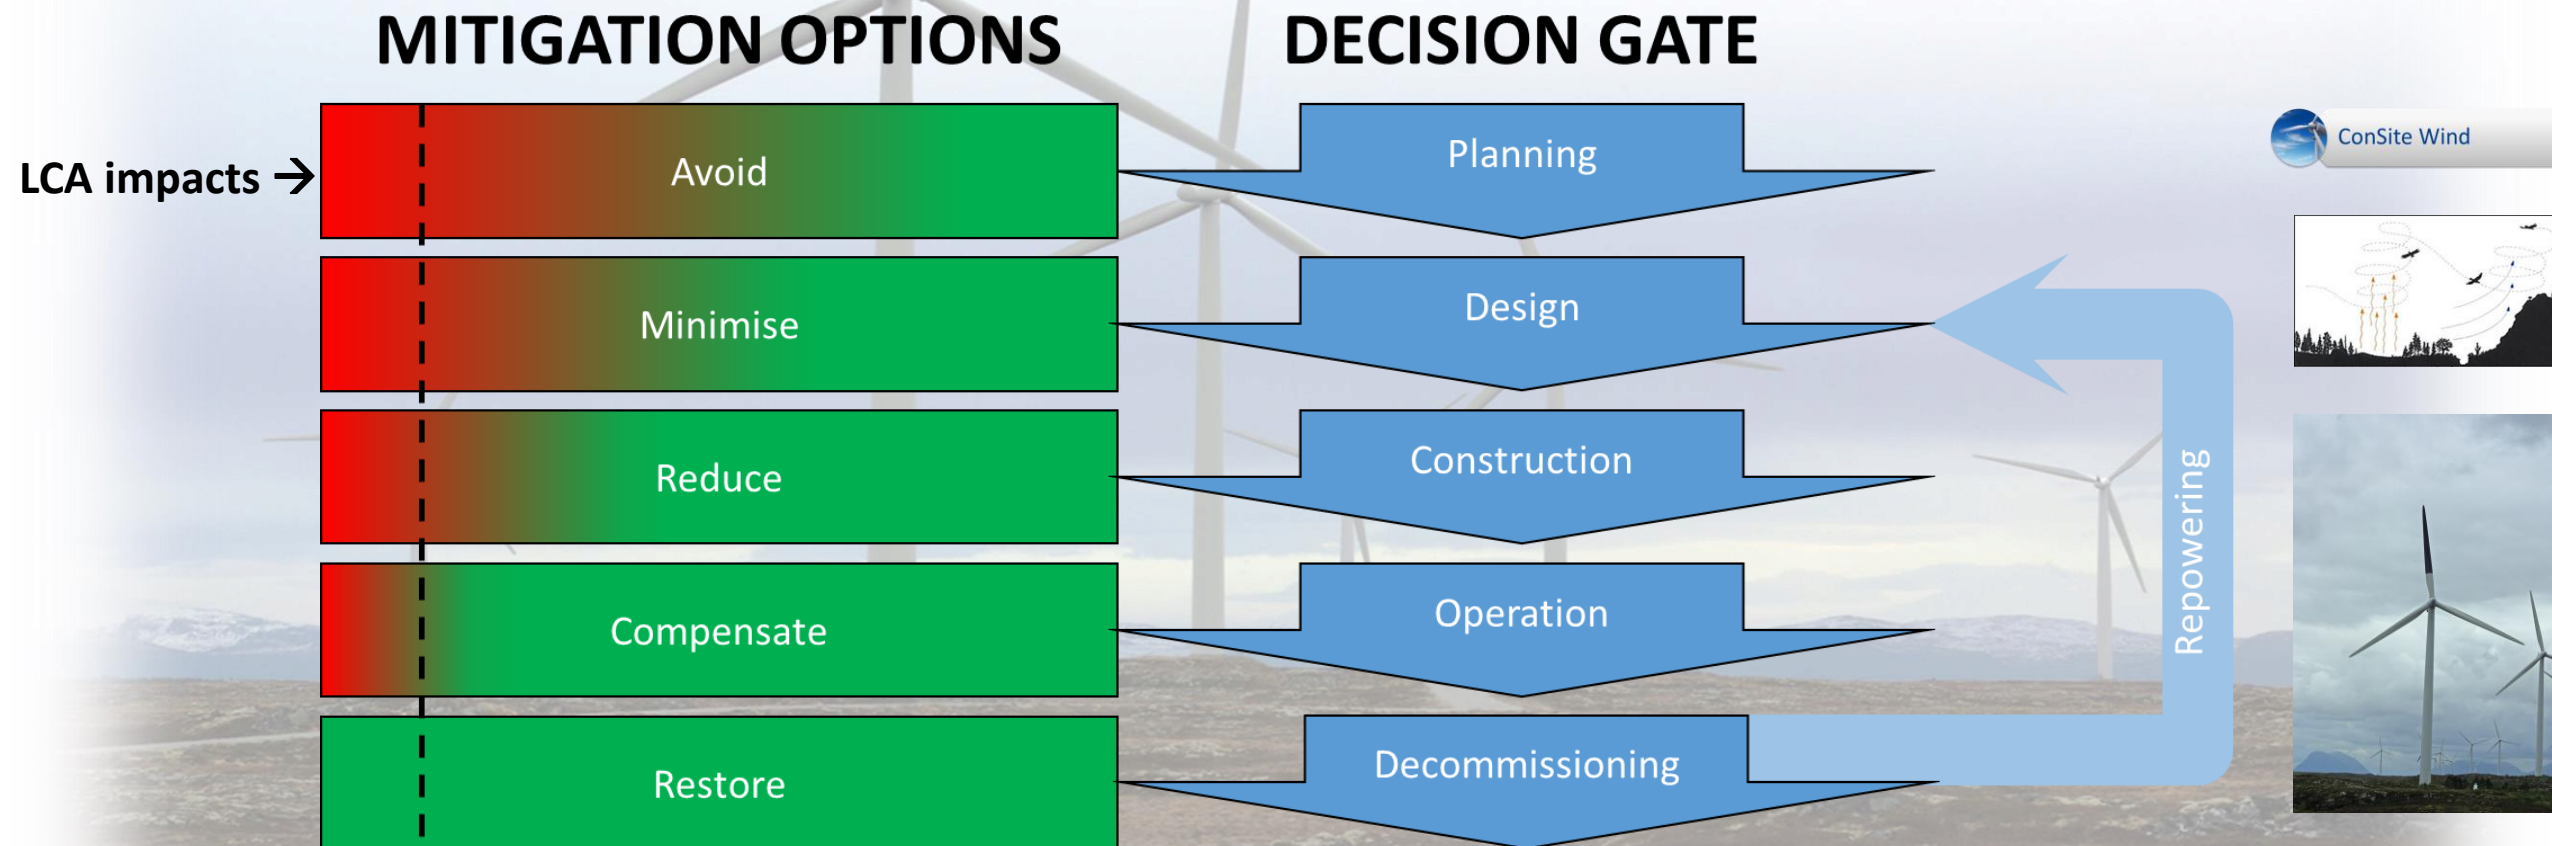 MITIGATION OPTIONS
DECISION GATE
LCA impacts →
Avoid
Planning
ConSite Wind
Minimise
Design
Reduce
Construction
Repowering
Compensate
Operation
Restore
Decommissioning